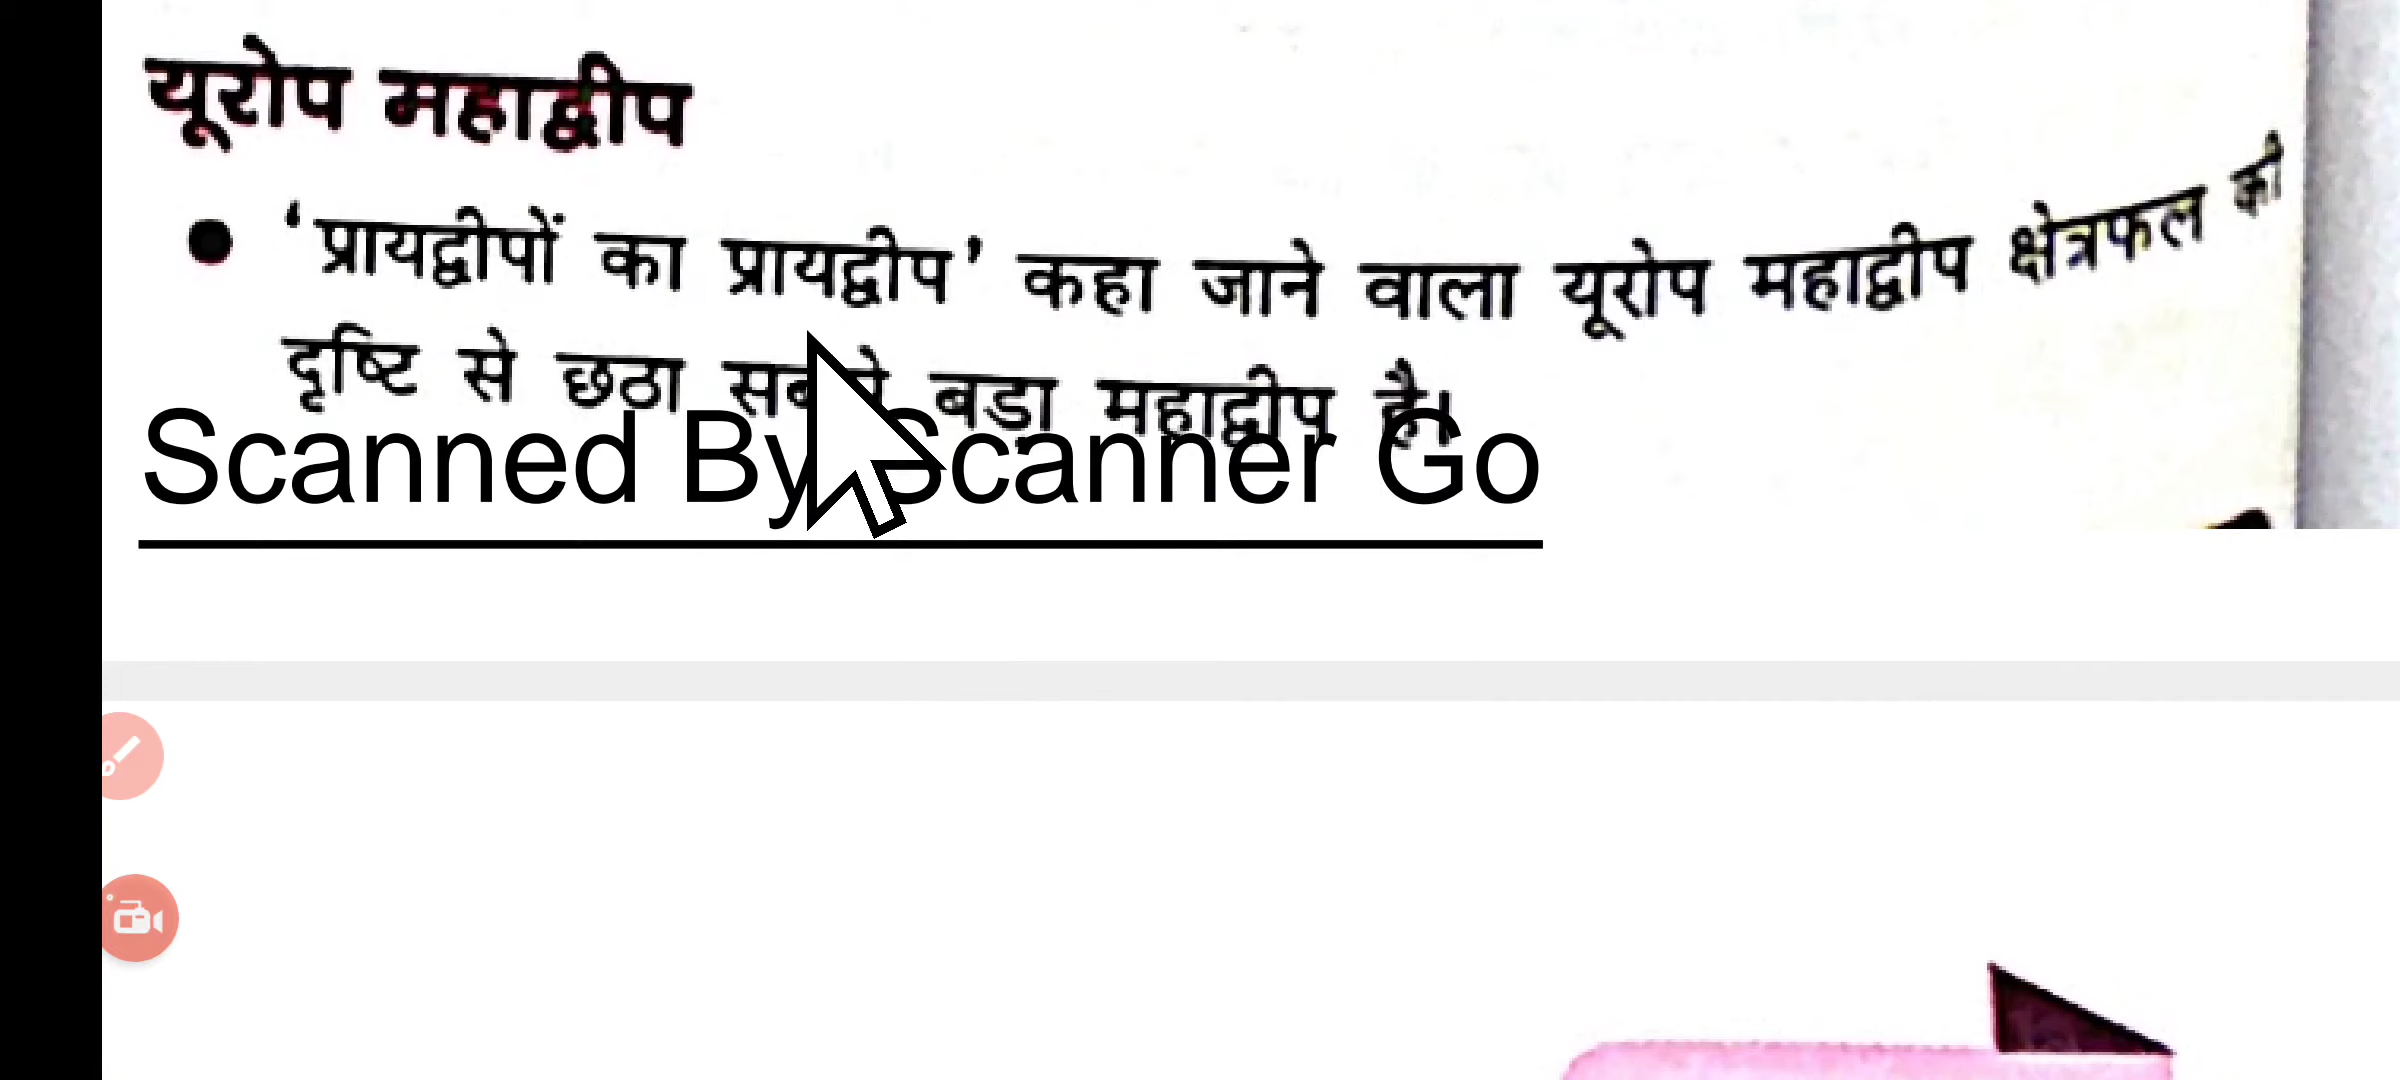 यूरोप महाद्वीप
● ‘प्रायद्वीपों का प्रायद्वीप’ कहा जाने वाला यूरोप महाद्वीप क्षेत्रफल की
दृष्टि से छठा सबसे बड़ा महाद्वीप है।
Scanned By Scanner Go